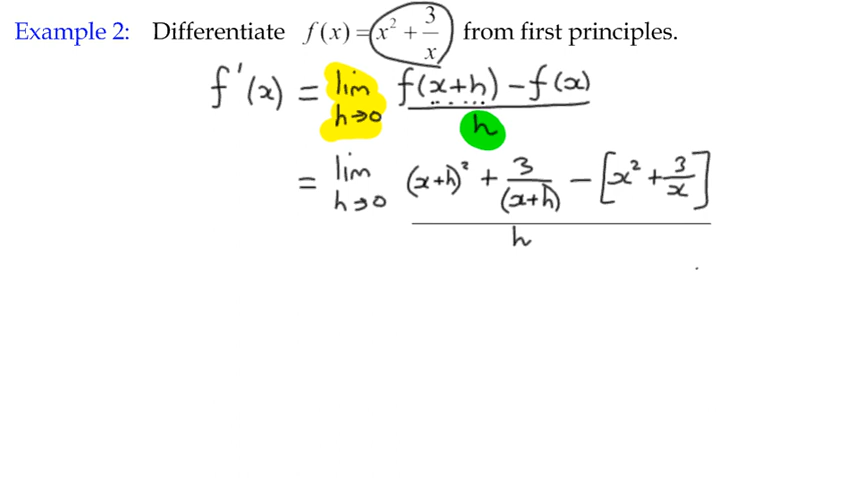 Example 2: Differentiate f(x) = x² + 3/x from first principles.
f'(x) = lim h→0 f(x+h) − f(x) / h
= lim h→0 (x+h)² + 3/(x+h) − [x² + 3/x] / h